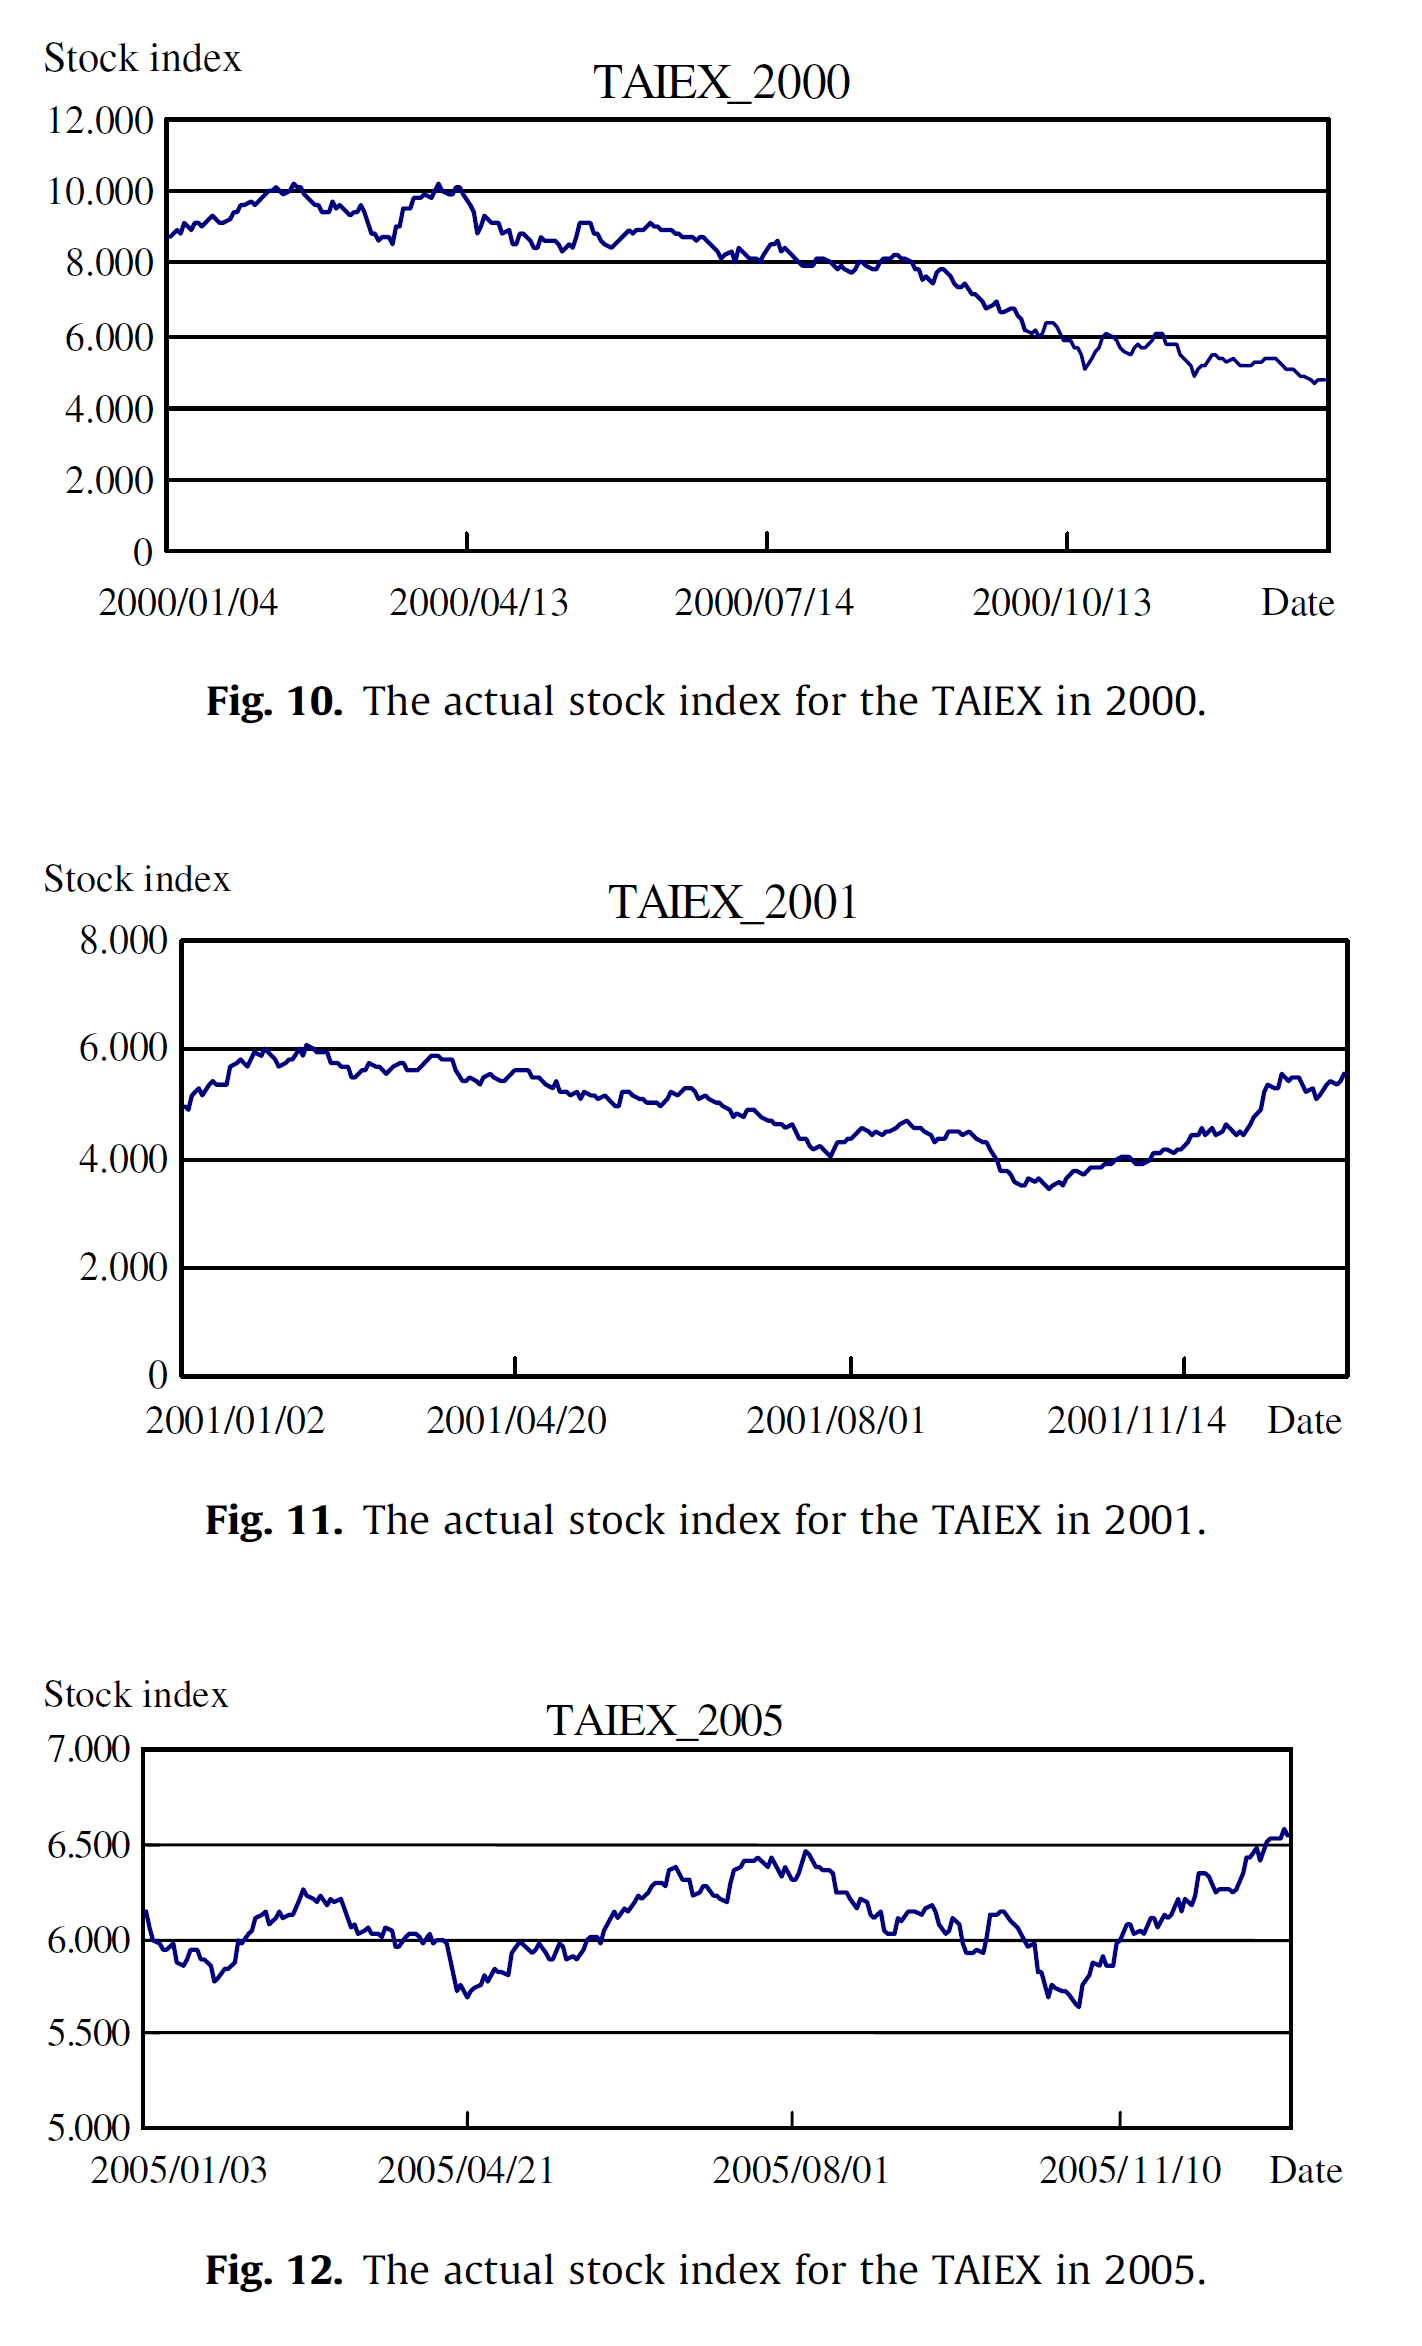 Stock index
TAIEX_2000
12.000
10.000
8.000
6.000
4.000
2.000
0
2000/01/04 2000/04/13 2000/07/14 2000/10/13 Date
Fig. 10. The actual stock index for the TAIEX in 2000.
Stock index
TAIEX_2001
8.000
6.000
4.000
2.000
0
2001/01/02 2001/04/20 2001/08/01 2001/11/14 Date
Fig. 11. The actual stock index for the TAIEX in 2001.
Stock index
TAIEX_2005
7.000
6.500
6.000
5.500
5.000
2005/01/03 2005/04/21 2005/08/01 2005/11/10 Date
Fig. 12. The actual stock index for the TAIEX in 2005.